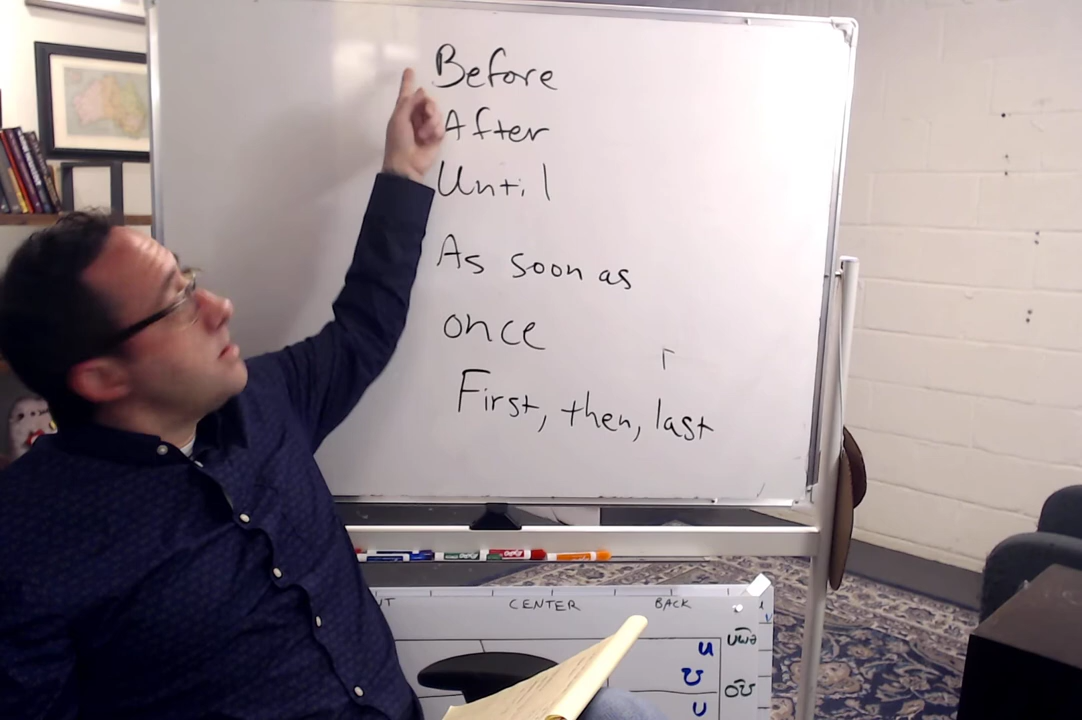 Before
After
Until
As soon as
once
First, then, last
CENTER
BACK
u
ʊ
u